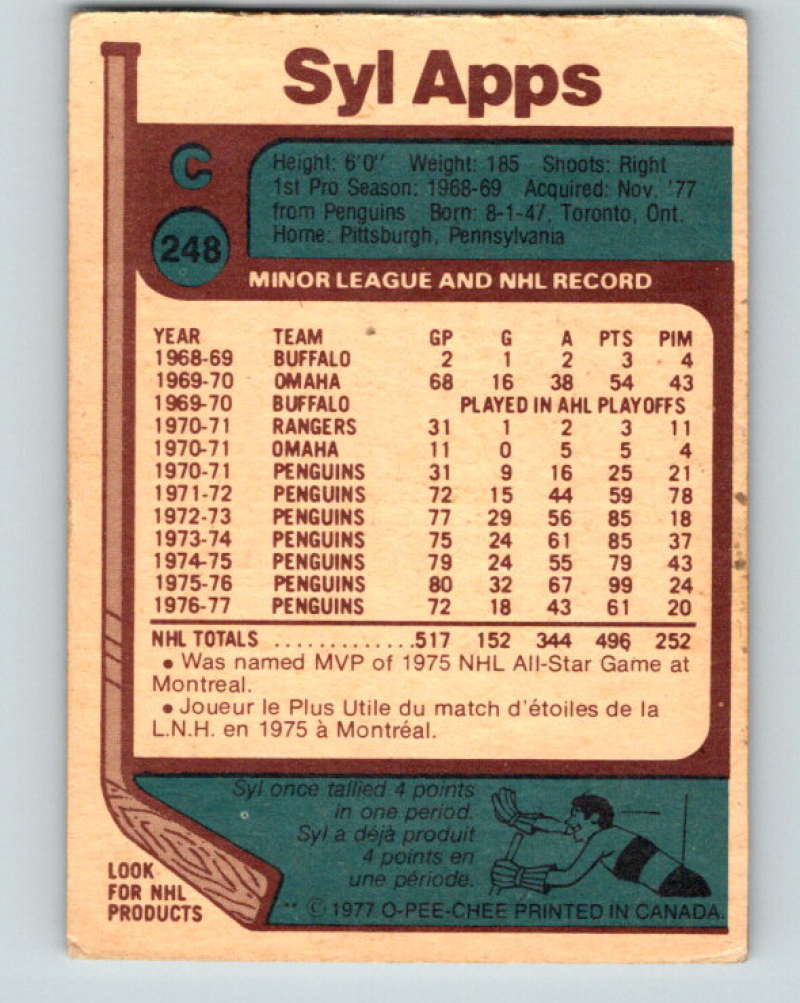 Syl Apps
C
248
Height: 6'0" Weight: 185 Shoots: Right
1st Pro Season: 1968-69 Acquired: Nov. '77
from Penguins Born: 8-1-47, Toronto, Ont.
Home: Pittsburgh, Pennsylvania
MINOR LEAGUE AND NHL RECORD
YEAR TEAM GP G A PTS PIM
1968-69 BUFFALO 2 1 2 3 4
1969-70 OMAHA 68 16 38 54 43
1969-70 BUFFALO PLAYED IN AHL PLAYOFFS
1970-71 RANGERS 31 1 2 3 11
1970-71 OMAHA 11 0 5 5 4
1970-71 PENGUINS 31 9 16 25 21
1971-72 PENGUINS 72 15 44 59 78
1972-73 PENGUINS 77 29 56 85 18
1973-74 PENGUINS 75 24 61 85 37
1974-75 PENGUINS 79 24 55 79 43
1975-76 PENGUINS 80 32 67 99 24
1976-77 PENGUINS 72 18 43 61 20
NHL TOTALS .............517 152 344 496 252
• Was named MVP of 1975 NHL All-Star Game at
Montreal.
• Joueur le Plus Utile du match d'étoiles de la
L.N.H. en 1975 à Montréal.
Syl once tallied 4 points
in one period.
Syl a déjà produit
4 points en
une période.
LOOK
FOR NHL
PRODUCTS
** © 1977 O-PEE-CHEE PRINTED IN CANADA.